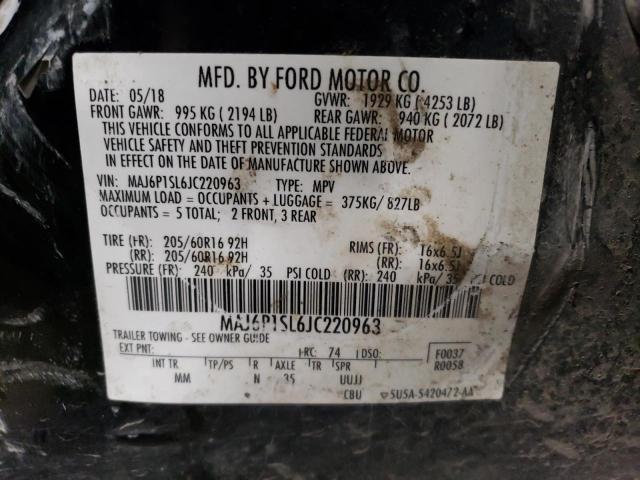 MFD. BY FORD MOTOR CO.
DATE: 05/18 GVWR: 1929 KG ( 4253 LB)
FRONT GAWR: 995 KG ( 2194 LB) REAR GAWR: 940 KG ( 2072 LB)
THIS VEHICLE CONFORMS TO ALL APPLICABLE FEDERAL MOTOR
VEHICLE SAFETY AND THEFT PREVENTION STANDARDS
IN EFFECT ON THE DATE OF MANUFACTURE SHOWN ABOVE.
VIN: MAJ6P1SL6JC220963 TYPE: MPV
MAXIMUM LOAD = OCCUPANTS + LUGGAGE = 375KG/ 827LB
OCCUPANTS = 5 TOTAL; 2 FRONT, 3 REAR
TIRE (FR): 205/60R16 92H RIMS (FR): 16x6.5J
(RR): 205/60R16 92H (RR): 16x6.5J
PRESSURE (FR): 240 kPa/ 35 PSI COLD (RR): 240 kPa/ 35 PSI COLD
MAJ6P1SL6JC220963
TRAILER TOWING - SEE OWNER GUIDE
EXT PNT: RC: 74 DSO: F0037
INT TR TP/PS R AXLE TR SPR R0058
MM N 35 UUJJ
CBU 5U5A-5420472-AA